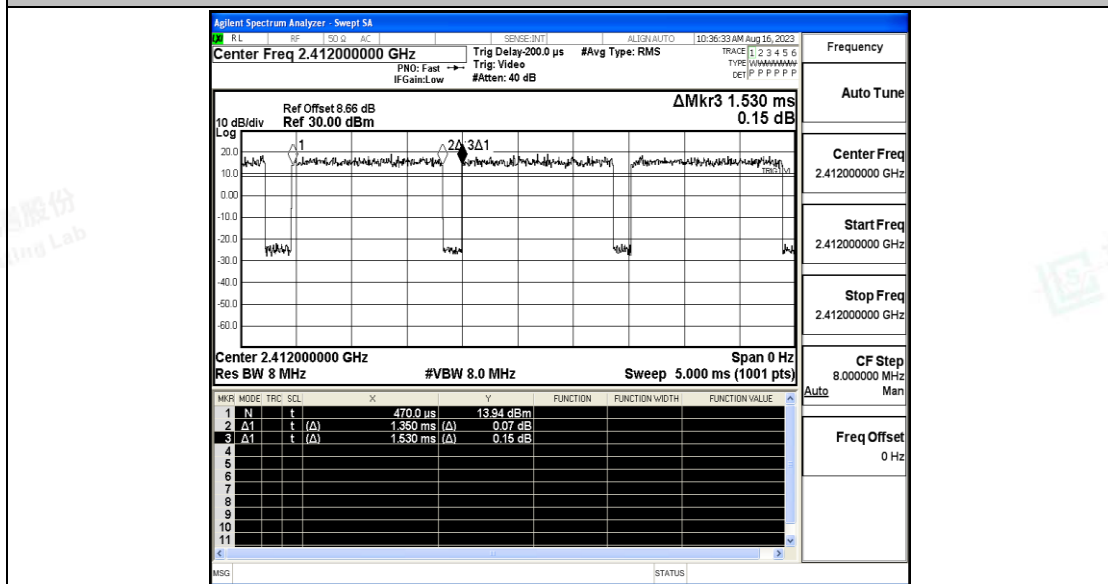 Agilent Spectrum Analyzer - Swept SA
RL RF 50 Ω AC SENSE:INT ALIGNAUTO 10:36:33 AM Aug 16, 2023
Center Freq 2.412000000 GHz
PNO: Fast
IFGain:Low
Trig Delay-200.0 µs
Trig: Video
#Atten: 40 dB
#Avg Type: RMS
TRACE 1 2 3 4 5 6
TYPE
DET P P P P P P
ΔMkr3 1.530 ms
0.15 dB
Ref Offset 8.66 dB
10 dB/div Ref 30.00 dBm
Log
1 2Δ 3Δ1
20.0
10.0
TRIG1
0.00
-10.0
-20.0
-30.0
-40.0
-50.0
-60.0
Center 2.412000000 GHz Span 0 Hz
Res BW 8 MHz #VBW 8.0 MHz Sweep 5.000 ms (1001 pts)
MKR MODE TRC SCL X Y FUNCTION FUNCTION WIDTH FUNCTION VALUE
1 N t 470.0 µs 13.94 dBm
2 Δ1 t (Δ) 1.350 ms (Δ) 0.07 dB
3 Δ1 t (Δ) 1.530 ms (Δ) 0.15 dB
4
5
6
7
8
9
10
11
MSG STATUS
Frequency
Auto Tune
Center Freq
2.412000000 GHz
Start Freq
2.412000000 GHz
Stop Freq
2.412000000 GHz
CF Step
8.000000 MHz
Auto Man
Freq Offset
0 Hz
股份
Lab